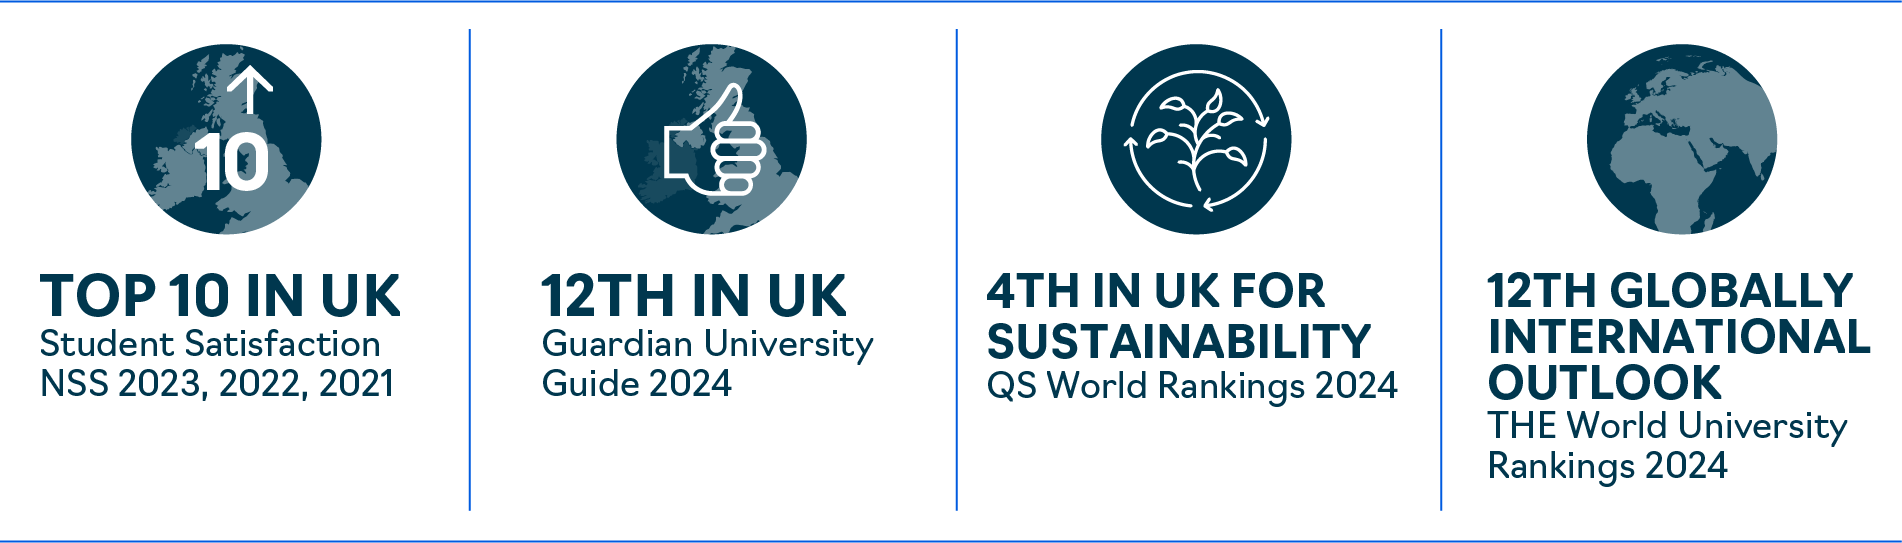 10
TOP 10 IN UK
Student Satisfaction
NSS 2023, 2022, 2021
12TH IN UK
Guardian University
Guide 2024
4TH IN UK FOR
SUSTAINABILITY
QS World Rankings 2024
12TH GLOBALLY
INTERNATIONAL
OUTLOOK
THE World University
Rankings 2024